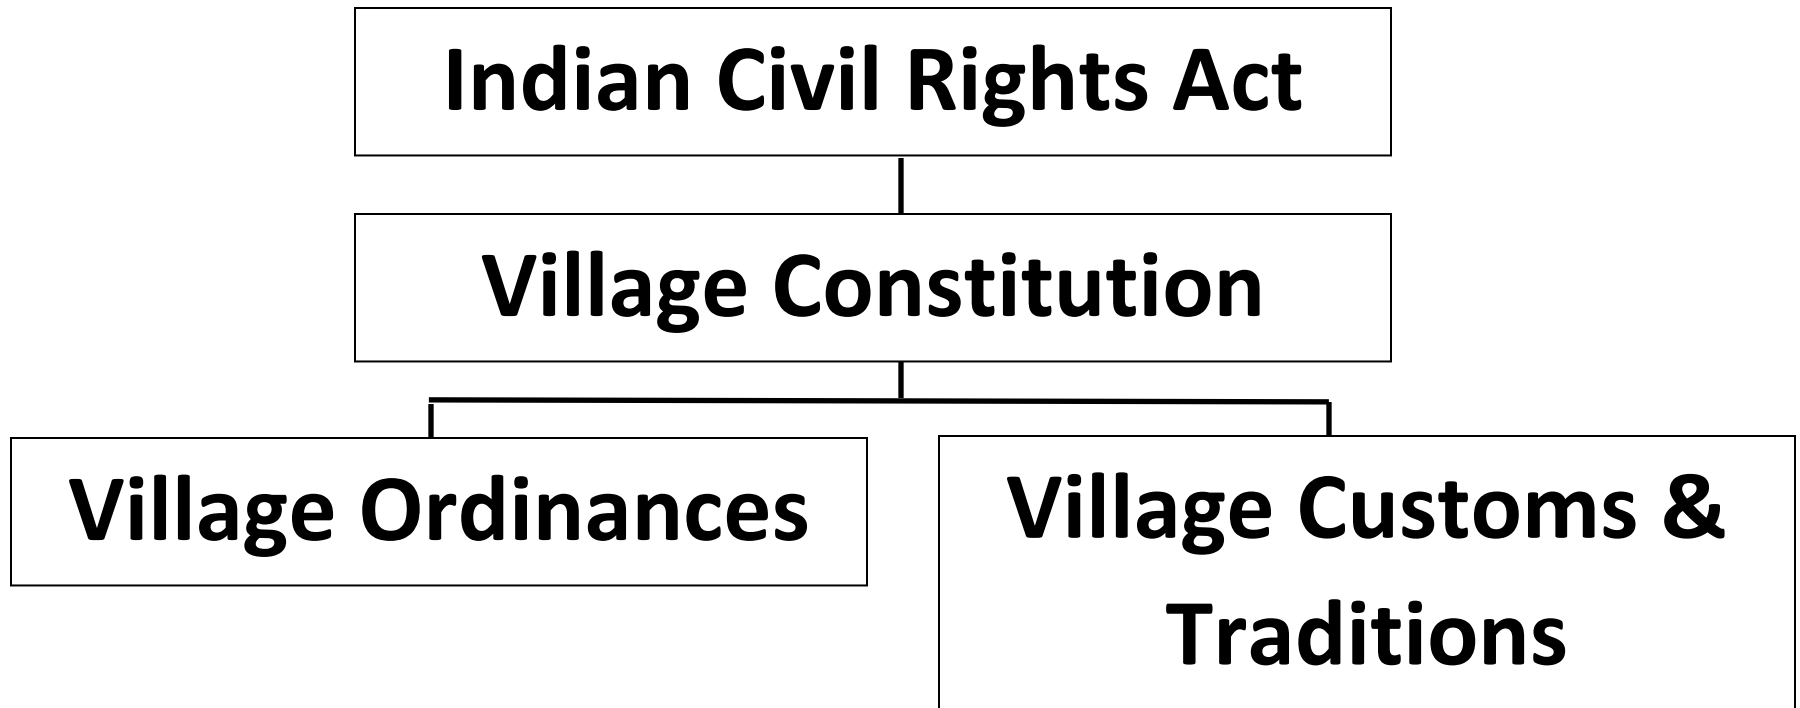 Indian Civil Rights Act
Village Constitution
Village Ordinances
Village Customs &
Traditions